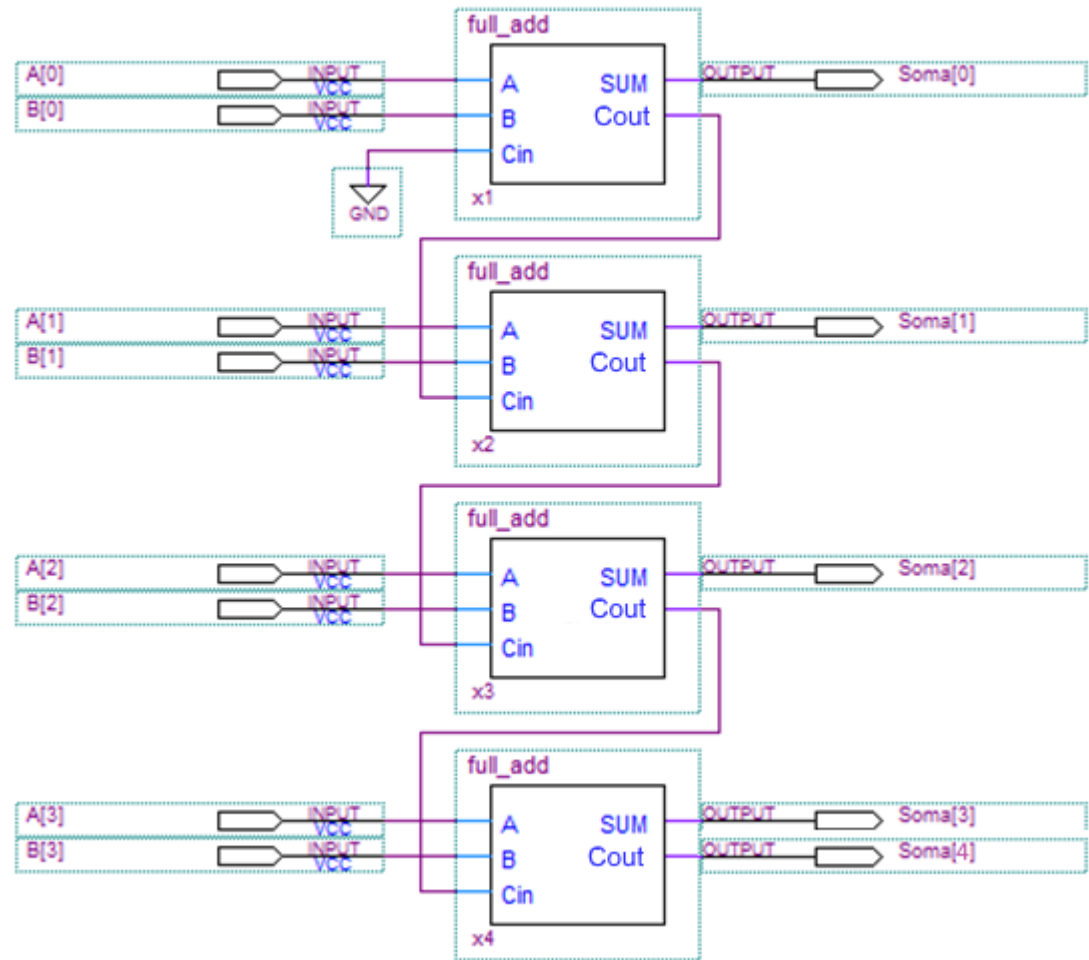 full_add
A[0] INPUT VCC A SUM OUTPUT Soma[0]
B[0] INPUT VCC B Cout
Cin
GND
x1
full_add
A[1] INPUT VCC A SUM OUTPUT Soma[1]
B[1] INPUT VCC B Cout
Cin
x2
full_add
A[2] INPUT VCC A SUM OUTPUT Soma[2]
B[2] INPUT VCC B Cout
Cin
x3
full_add
A[3] INPUT VCC A SUM OUTPUT Soma[3]
B[3] INPUT VCC B Cout OUTPUT Soma[4]
Cin
x4